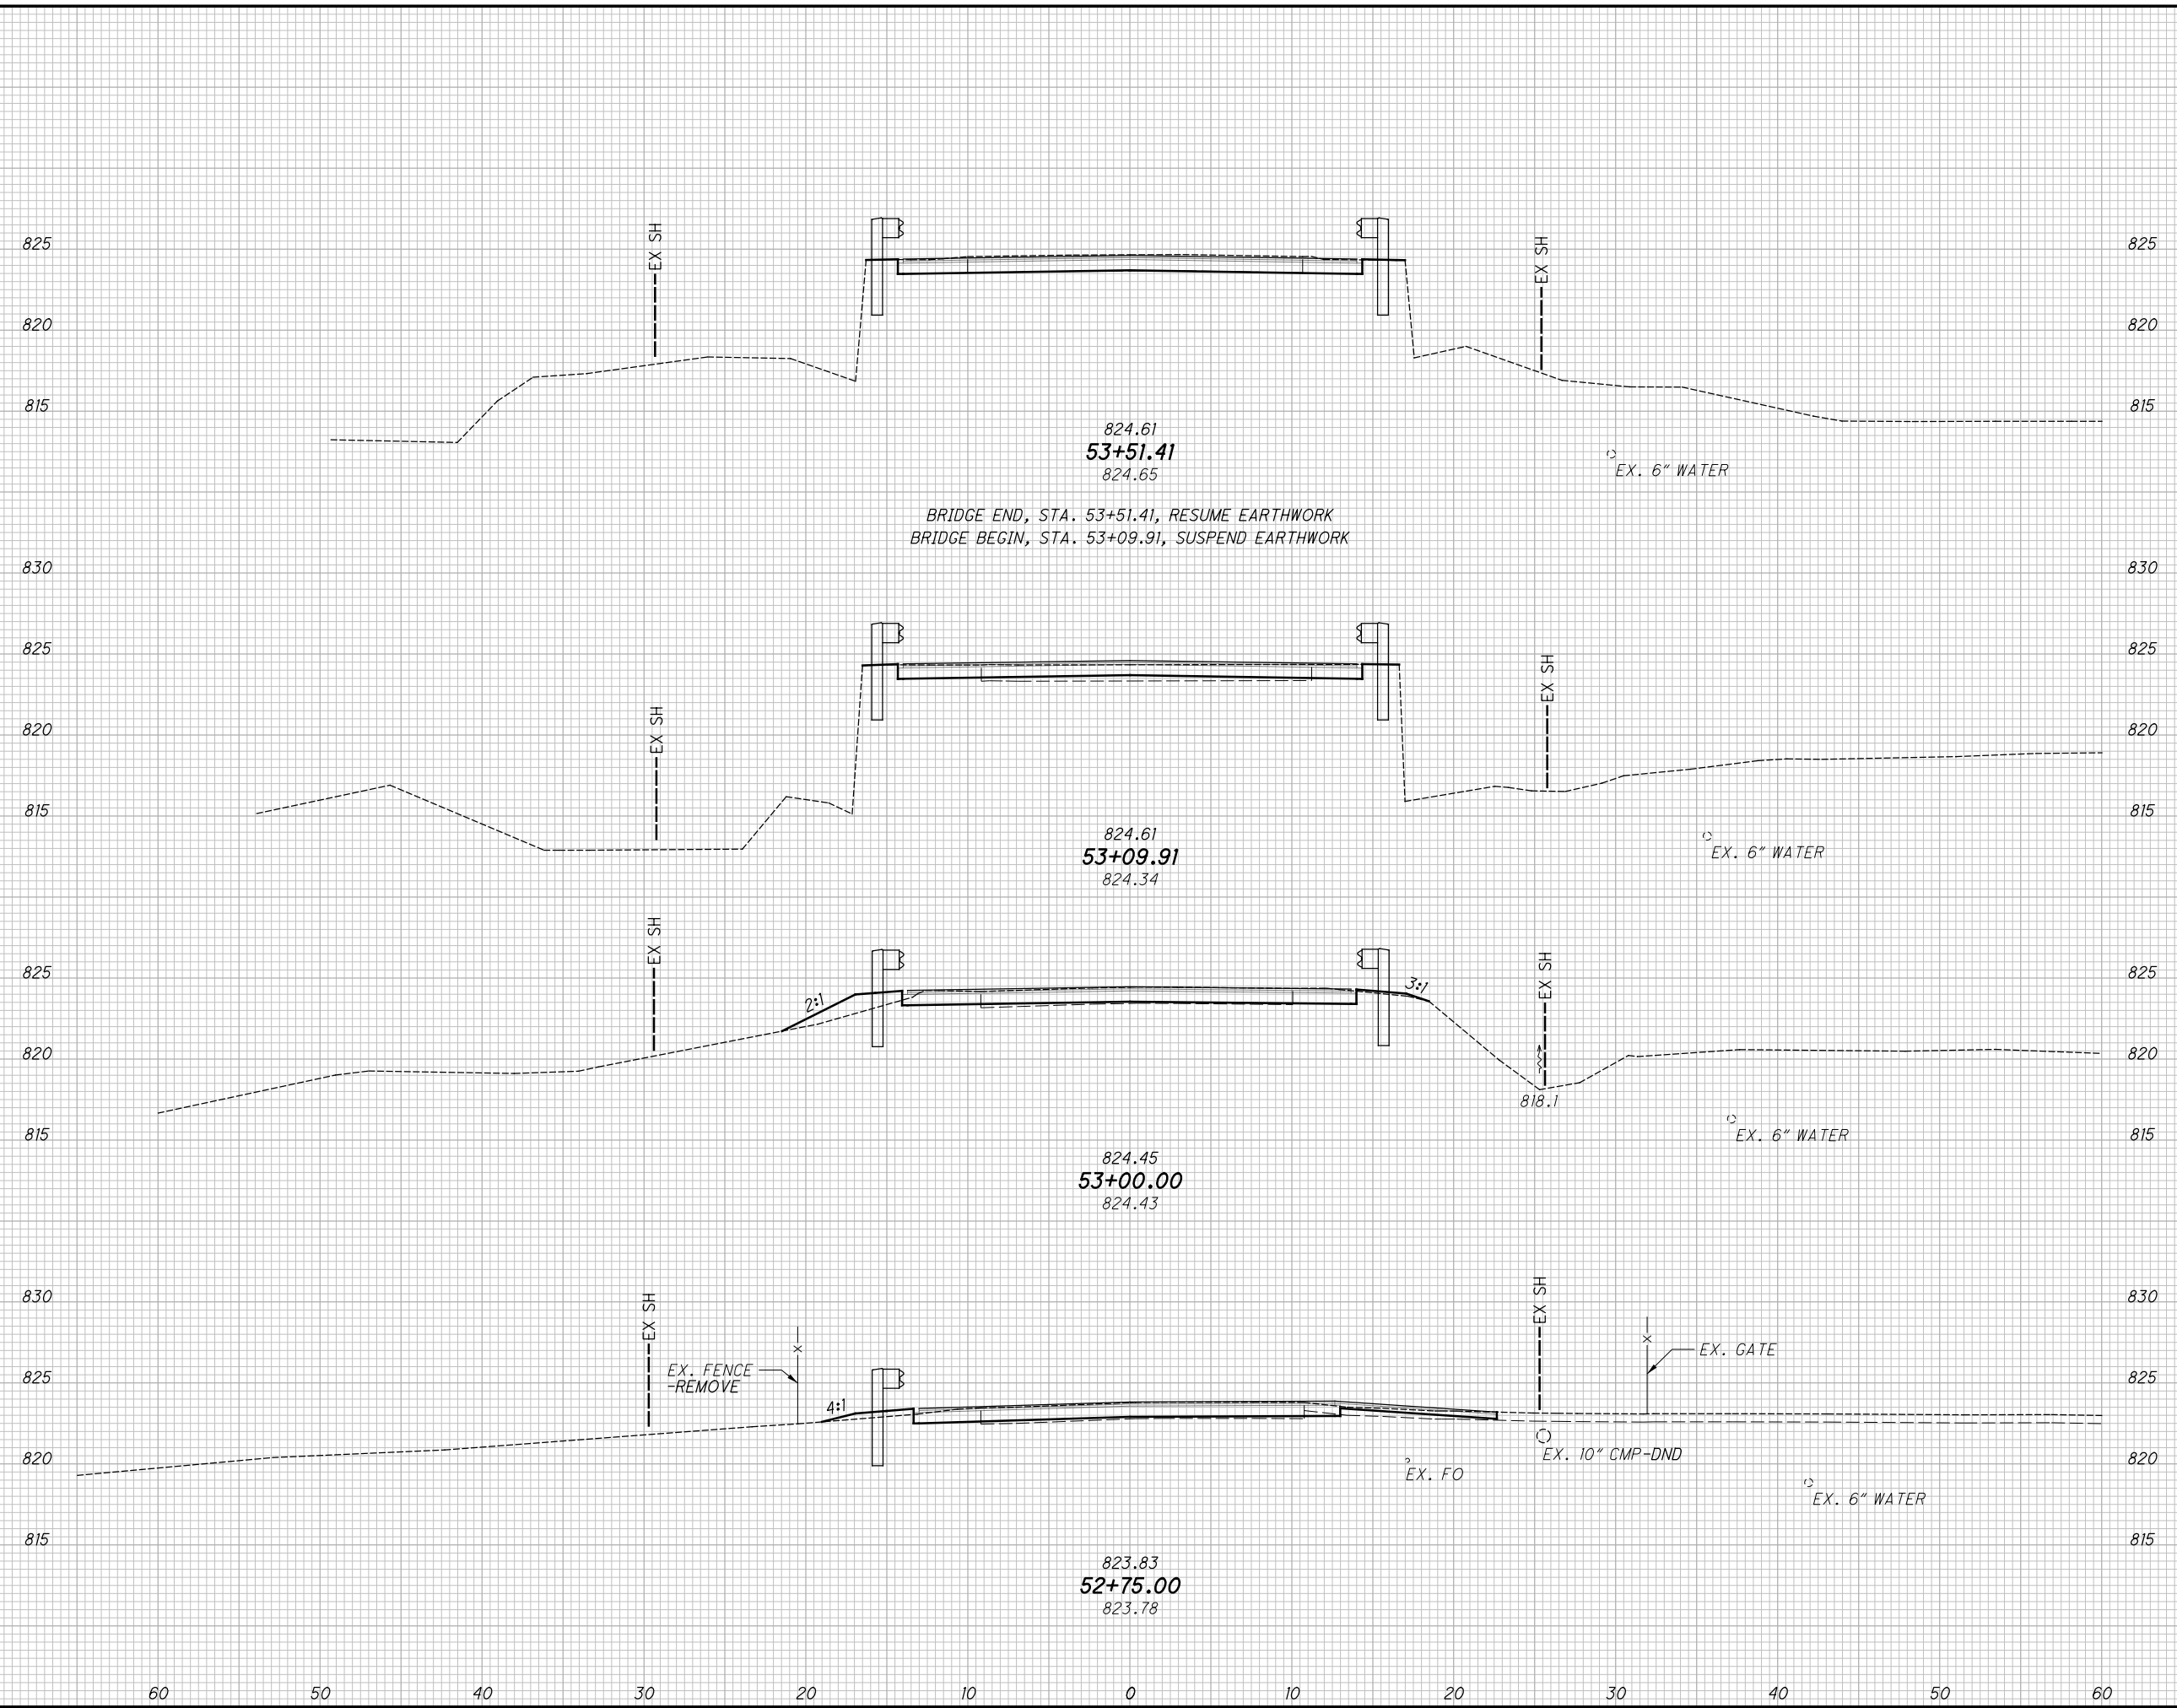 EX SH
EX SH
825 825
820 820
815 815
824.61
53+51.41
824.65
EX. 6" WATER
BRIDGE END, STA. 53+51.41, RESUME EARTHWORK
BRIDGE BEGIN, STA. 53+09.91, SUSPEND EARTHWORK
830 830
825 825
EX SH
EX SH
820 820
815 815
824.61
53+09.91
824.34
EX. 6" WATER
EX SH
EX SH
825 825
2:1
3:1
820 820
818.1
815 815
EX. 6" WATER
824.45
53+00.00
824.43
830 830
EX SH
EX SH
X
X
EX. GATE
EX. FENCE
-REMOVE
825 825
4:1
820 820
EX. 10" CMP-DND
EX. FO
EX. 6" WATER
815 815
823.83
52+75.00
823.78
60 50 40 30 20 10 0 10 20 30 40 50 60